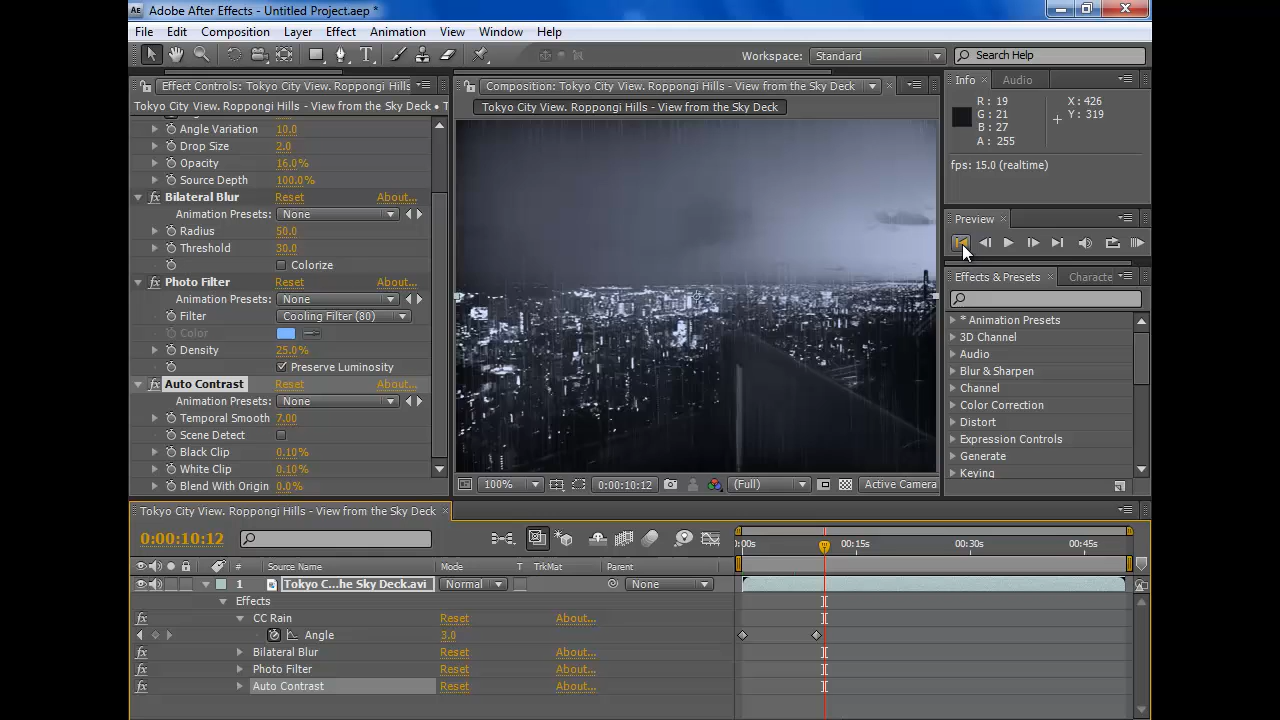 Ae Adobe After Effects - Untitled Project.aep *
File Edit Composition Layer Effect Animation View Window Help
Workspace: Standard Search Help
Effect Controls: Tokyo City View. Roppongi Hills
Tokyo City View. Roppongi Hills - View from the Sky Deck • T
Angle Variation 10.0
Drop Size 2.0
Opacity 16.0%
Source Depth 100.0%
fx Bilateral Blur Reset About...
Animation Presets: None
Radius 50.0
Threshold 30.0
Colorize
fx Photo Filter Reset About...
Animation Presets: None
Filter Cooling Filter (80)
Color
Density 25.0%
Preserve Luminosity
fx Auto Contrast Reset About...
Animation Presets: None
Temporal Smooth 7.00
Scene Detect
Black Clip 0.10%
White Clip 0.10%
Blend With Origin 0.0%
Composition: Tokyo City View. Roppongi Hills - View from the Sky Deck
Tokyo City View. Roppongi Hills - View from the Sky Deck
100% 0:00:10:12 (Full) Active Camera
Info Audio
R : 19 X : 426
G : 21 Y : 319
B : 27
A : 255
fps: 15.0 (realtime)
Preview
Effects & Presets Characte
* Animation Presets
3D Channel
Audio
Blur & Sharpen
Channel
Color Correction
Distort
Expression Controls
Generate
Keying
Tokyo City View. Roppongi Hills - View from the Sky Deck
0:00:10:12
:00s 00:15s 00:30s 00:45s
# Source Name Mode T TrkMat Parent
1 Tokyo C...he Sky Deck.avi Normal None
Effects
fx CC Rain Reset About...
Angle 3.0
fx Bilateral Blur Reset About...
fx Photo Filter Reset About...
fx Auto Contrast Reset About...